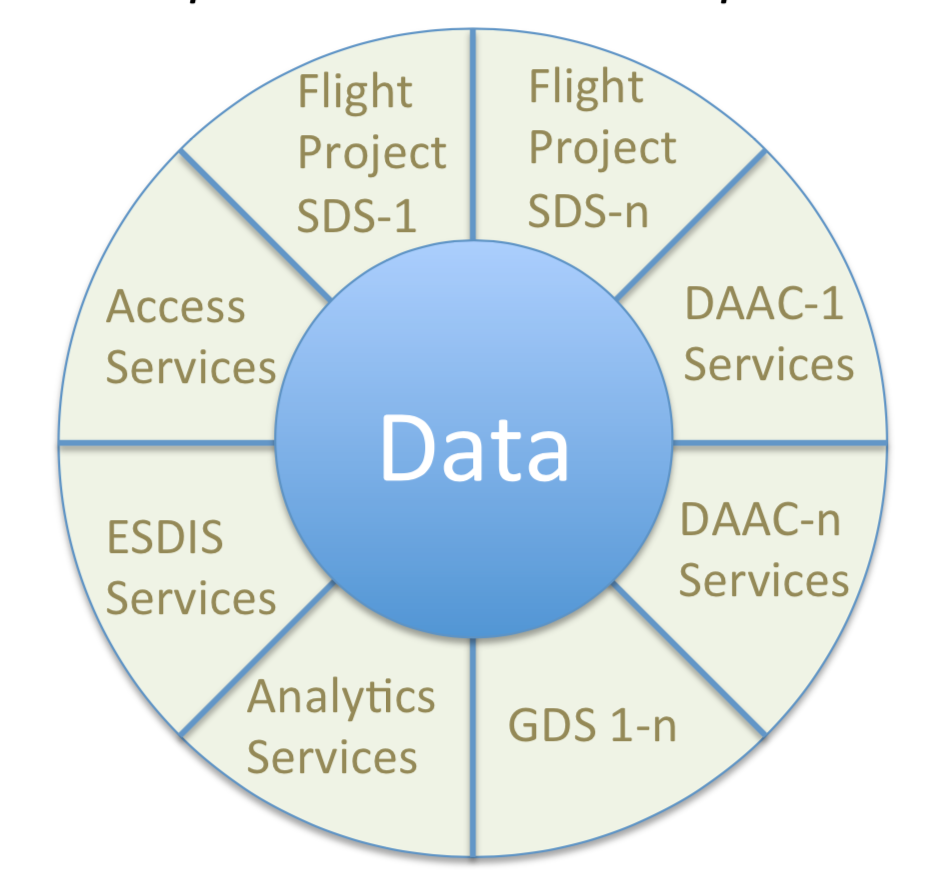 Flight
Project
SDS-1
Flight
Project
SDS-n
DAAC-1
Services
DAAC-n
Services
GDS 1-n
Analytics
Services
ESDIS
Services
Access
Services
Data